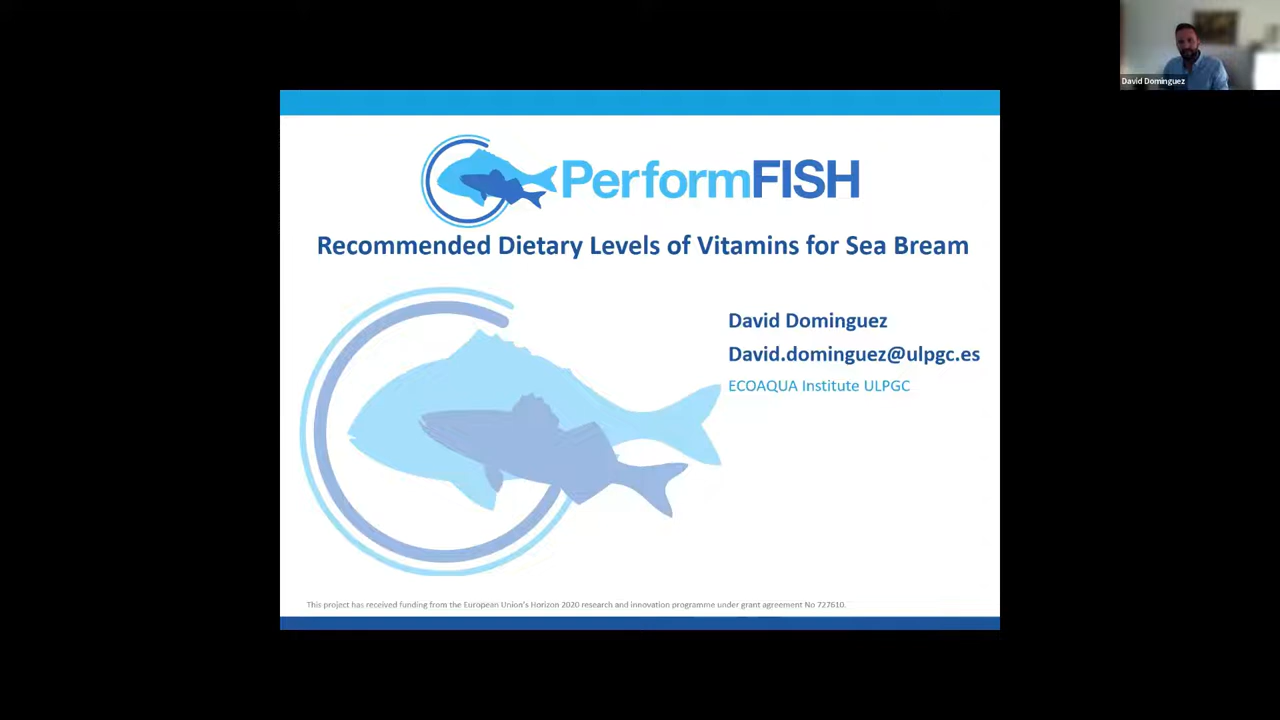 David Dominguez
PerformFISH
Recommended Dietary Levels of Vitamins for Sea Bream
David Dominguez
David.dominguez@ulpgc.es
ECOAQUA Institute ULPGC
This project has received funding from the European Union's Horizon 2020 research and innovation programme under grant agreement No 727610.